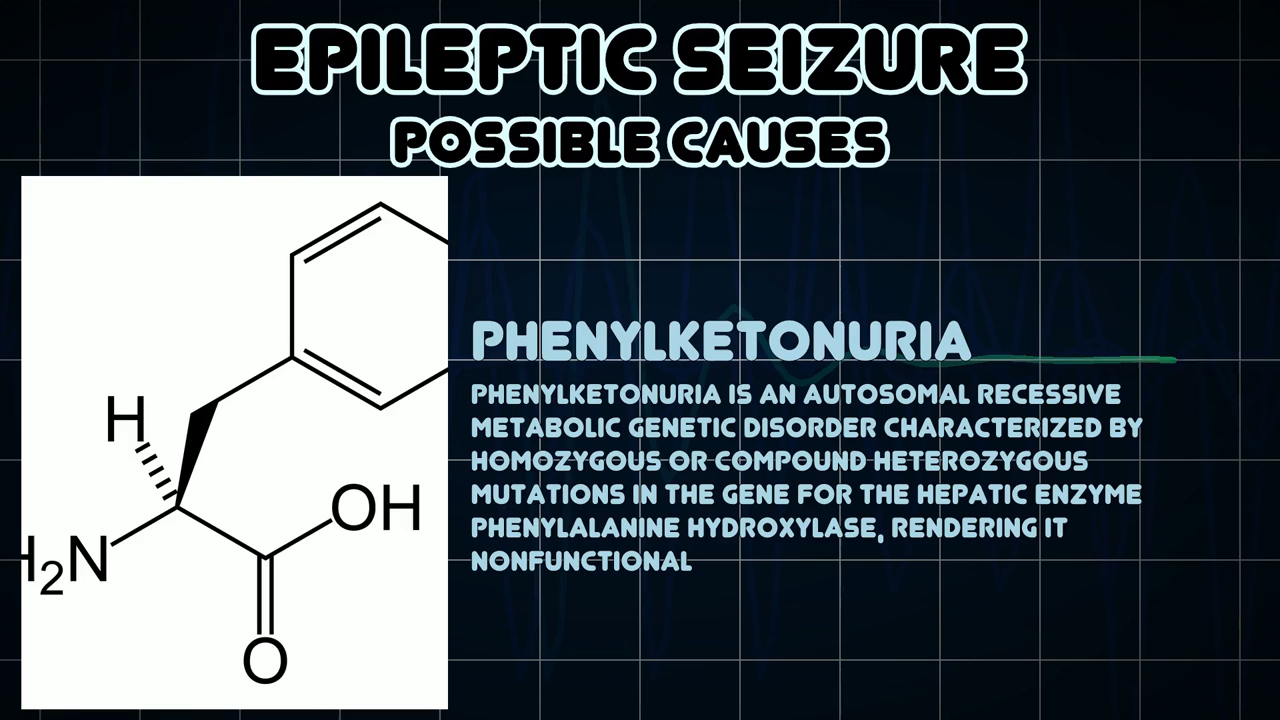 EPILEPTIC SEIZURE
POSSIBLE CAUSES
PHENYLKETONURIA
PHENYLKETONURIA IS AN AUTOSOMAL RECESSIVE
METABOLIC GENETIC DISORDER CHARACTERIZED BY
HOMOZYGOUS OR COMPOUND HETEROZYGOUS
MUTATIONS IN THE GENE FOR THE HEPATIC ENZYME
PHENYLALANINE HYDROXYLASE, RENDERING IT
NONFUNCTIONAL
H
OH
H₂N
O